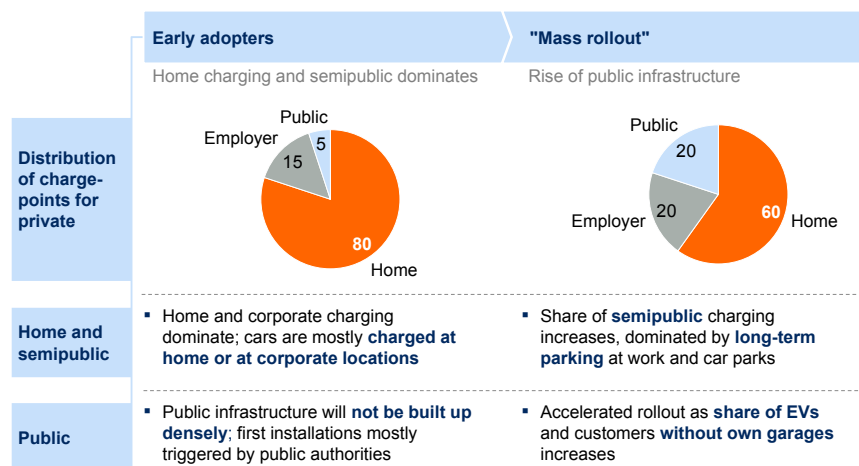 Early adopters
"Mass rollout"
Home charging and semipublic dominates
Rise of public infrastructure
Distribution
of charge-
points for
private
Public
5
Employer
15
80
Home
Public
20
Employer
20
60
Home
Home and
semipublic
▪ Home and corporate charging
dominate; cars are mostly charged at
home or at corporate locations
▪ Share of semipublic charging
increases, dominated by long-term
parking at work and car parks
Public
▪ Public infrastructure will not be built up
densely; first installations mostly
triggered by public authorities
▪ Accelerated rollout as share of EVs
and customers without own garages
increases